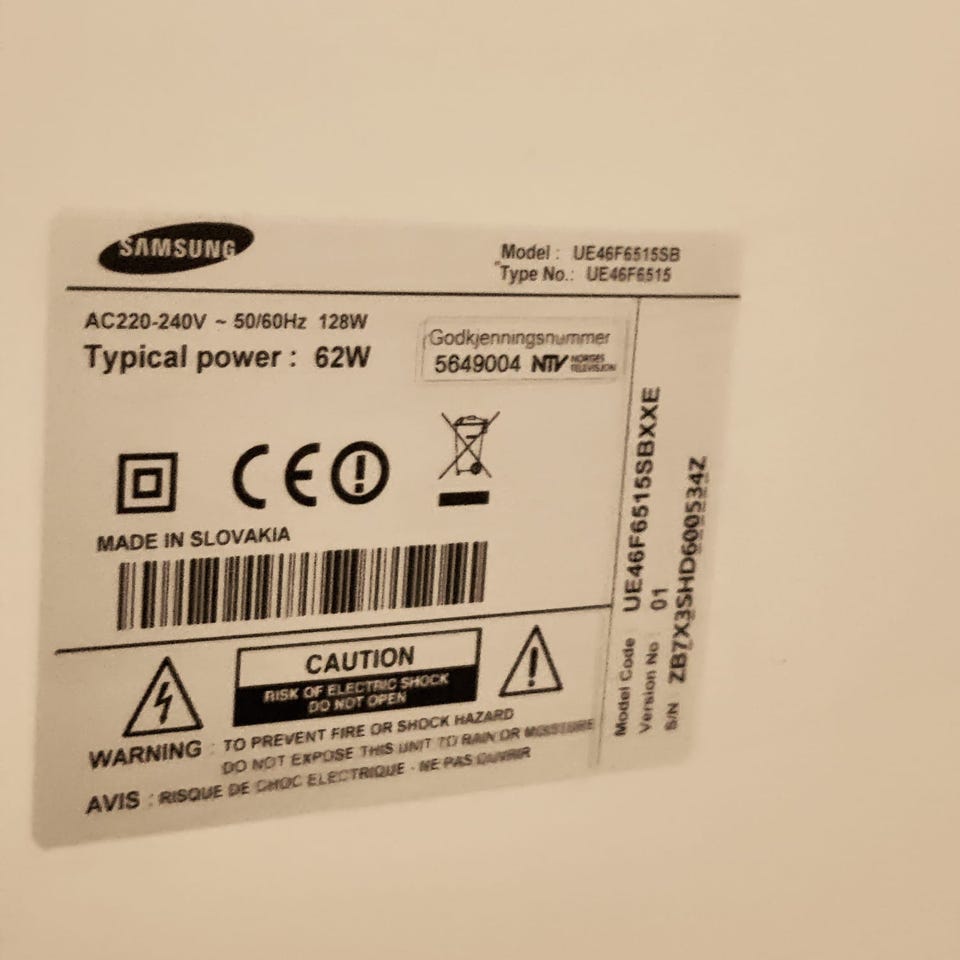 SAMSUNG
Model : UE46F6515SB
Type No.: UE46F6515
AC220-240V ~ 50/60Hz 128W
Typical power : 62W
Godkjenningsnummer
5649004 NTV NORGES TELEVISJON
CE
MADE IN SLOVAKIA
CAUTION
RISK OF ELECTRIC SHOCK
DO NOT OPEN
WARNING : TO PREVENT FIRE OR SHOCK HAZARD
DO NOT EXPOSE THIS UNIT TO RAIN OR MOISTURE
AVIS : RISQUE DE CHOC ELECTRIQUE - NE PAS OUVRIR
Model Code UE46F6515SBXXE
Version No : 01
S/N ZB7X3SHD600534Z